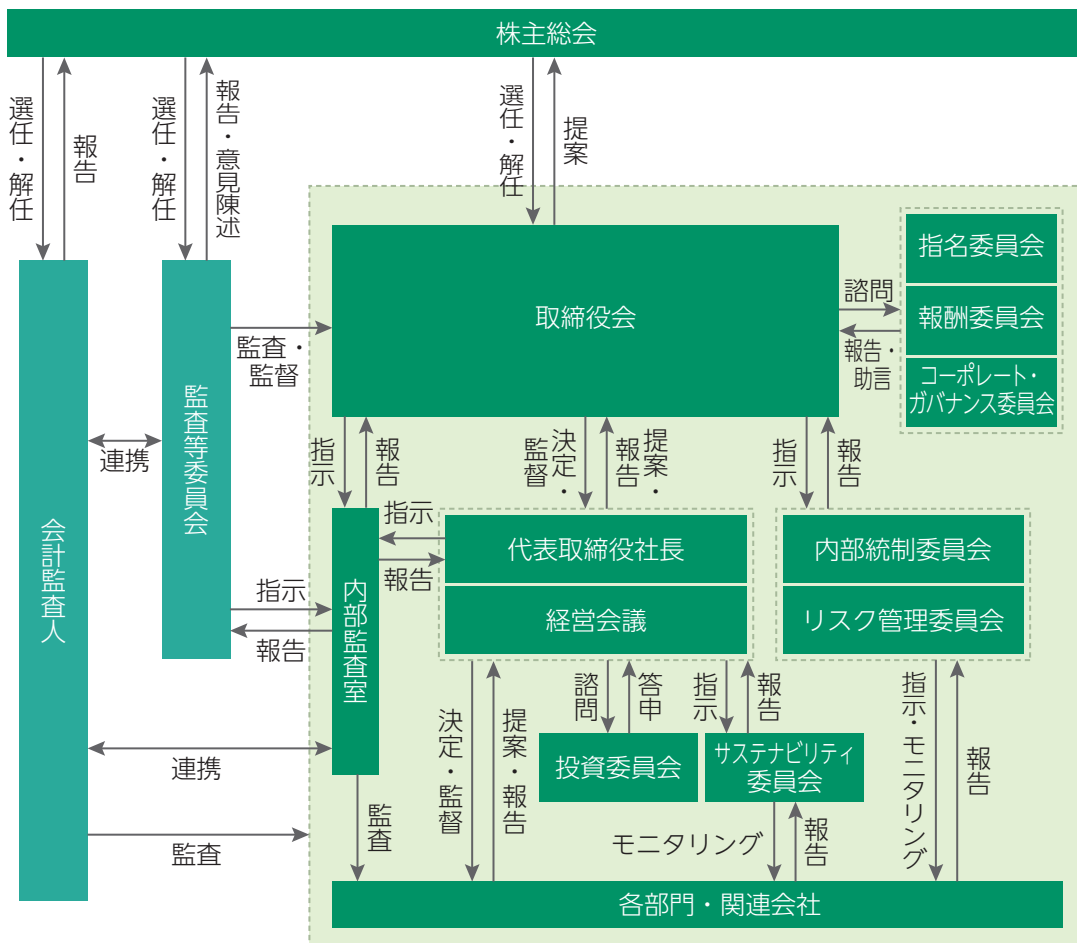 株主総会
選任・解任
報告
選任・解任
報告・意見陳述
選任・解任
提案
会計監査人
監査等委員会
取締役会
指名委員会
報酬委員会
コーポレート・
ガバナンス委員会
諮問
報告・
助言
監査・
監督
連携
指示
報告
決定・
監督
提案・
報告
指示
報告
指示
報告
内部監査室
代表取締役社長
経営会議
内部統制委員会
リスク管理委員会
指示
報告
連携
監査
監査
決定・監督
提案・報告
諮問
答申
指示
報告
投資委員会
サステナビリティ
委員会
モニタリング
報告
指示・モニタリング
報告
各部門・関連会社